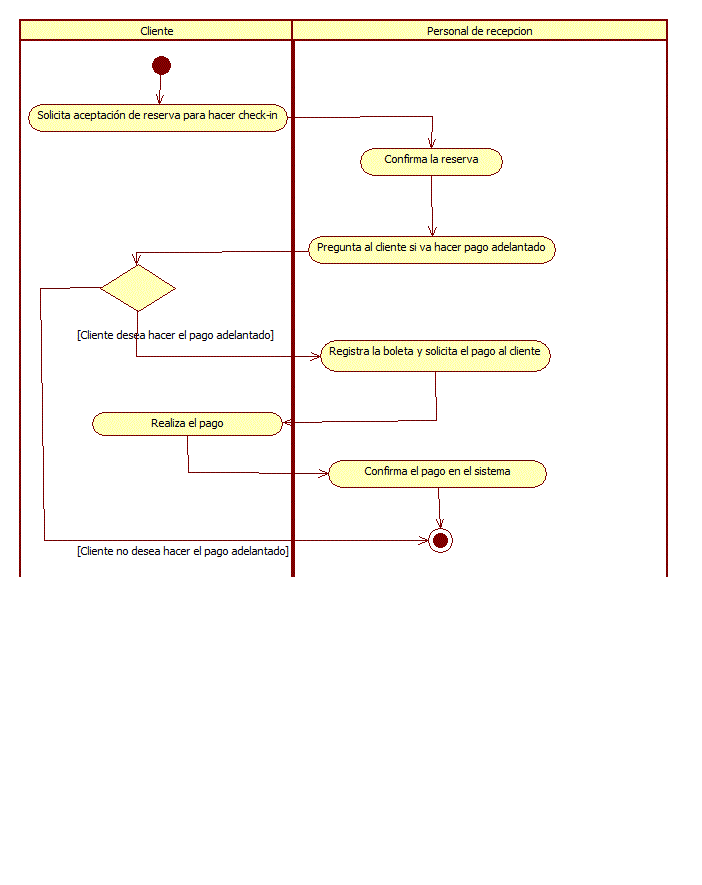 Cliente
Personal de recepcion
Solicita aceptación de reserva para hacer check-in
Confirma la reserva
Pregunta al cliente si va hacer pago adelantado
[Cliente desea hacer el pago adelantado]
Registra la boleta y solicita el pago al cliente
Realiza el pago
Confirma el pago en el sistema
[Cliente no desea hacer el pago adelantado]